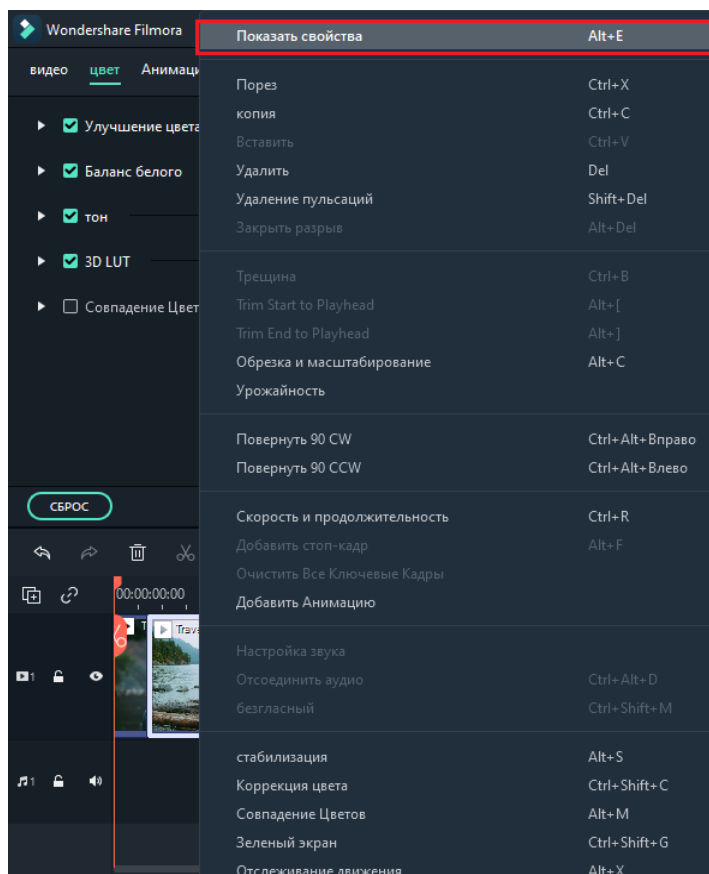 Wondershare Filmora
видео цвет Анимаци
Улучшение цвета
Баланс белого
тон
3D LUT
Совпадение Цвет
СБРОС
00:00:00:00
T Trave
1
1
Показать свойства Alt+E
Порез Ctrl+X
копия Ctrl+C
Вставить Ctrl+V
Удалить Del
Удаление пульсаций Shift+Del
Закрыть разрыв Alt+Del
Трещина Ctrl+B
Trim Start to Playhead Alt+[
Trim End to Playhead Alt+]
Обрезка и масштабирование Alt+C
Урожайность
Повернуть 90 CW Ctrl+Alt+Вправо
Повернуть 90 CCW Ctrl+Alt+Влево
Скорость и продолжительность Ctrl+R
Добавить стоп-кадр Alt+F
Очистить Все Ключевые Кадры
Добавить Анимацию
Настройка звука
Отсоединить аудио Ctrl+Alt+D
безгласный Ctrl+Shift+M
стабилизация Alt+S
Коррекция цвета Ctrl+Shift+C
Совпадение Цветов Alt+M
Зеленый экран Ctrl+Shift+G
Отслеживание движения Alt+X